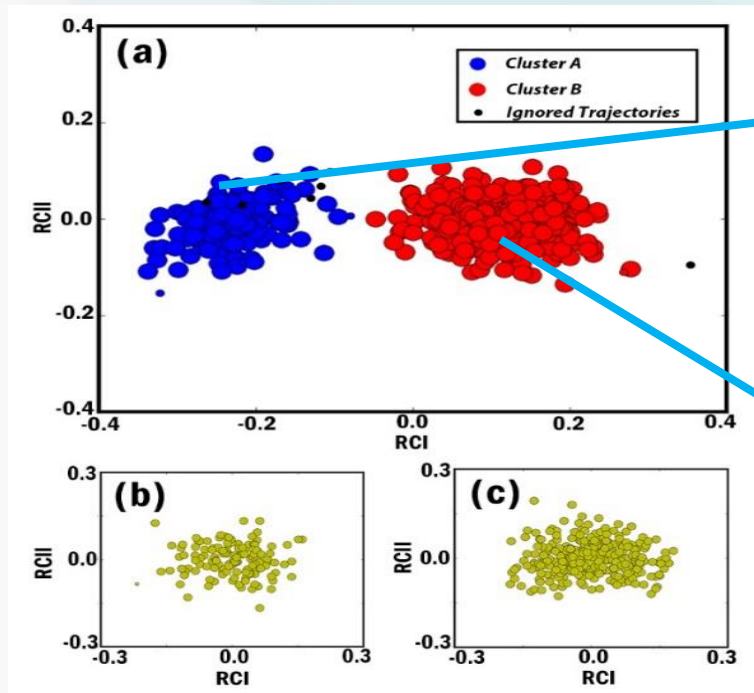 (a)
0.4
0.2
0.0
-0.2
-0.4
RCII
Cluster A
Cluster B
Ignored Trajectories
-0.4
-0.2
0.0
0.2
0.4
RCI
(b)
0.3
0.0
-0.3
RCII
-0.3
0.0
0.3
RCI
(c)
0.3
0.0
-0.3
RCII
-0.3
0.0
0.3
RCI